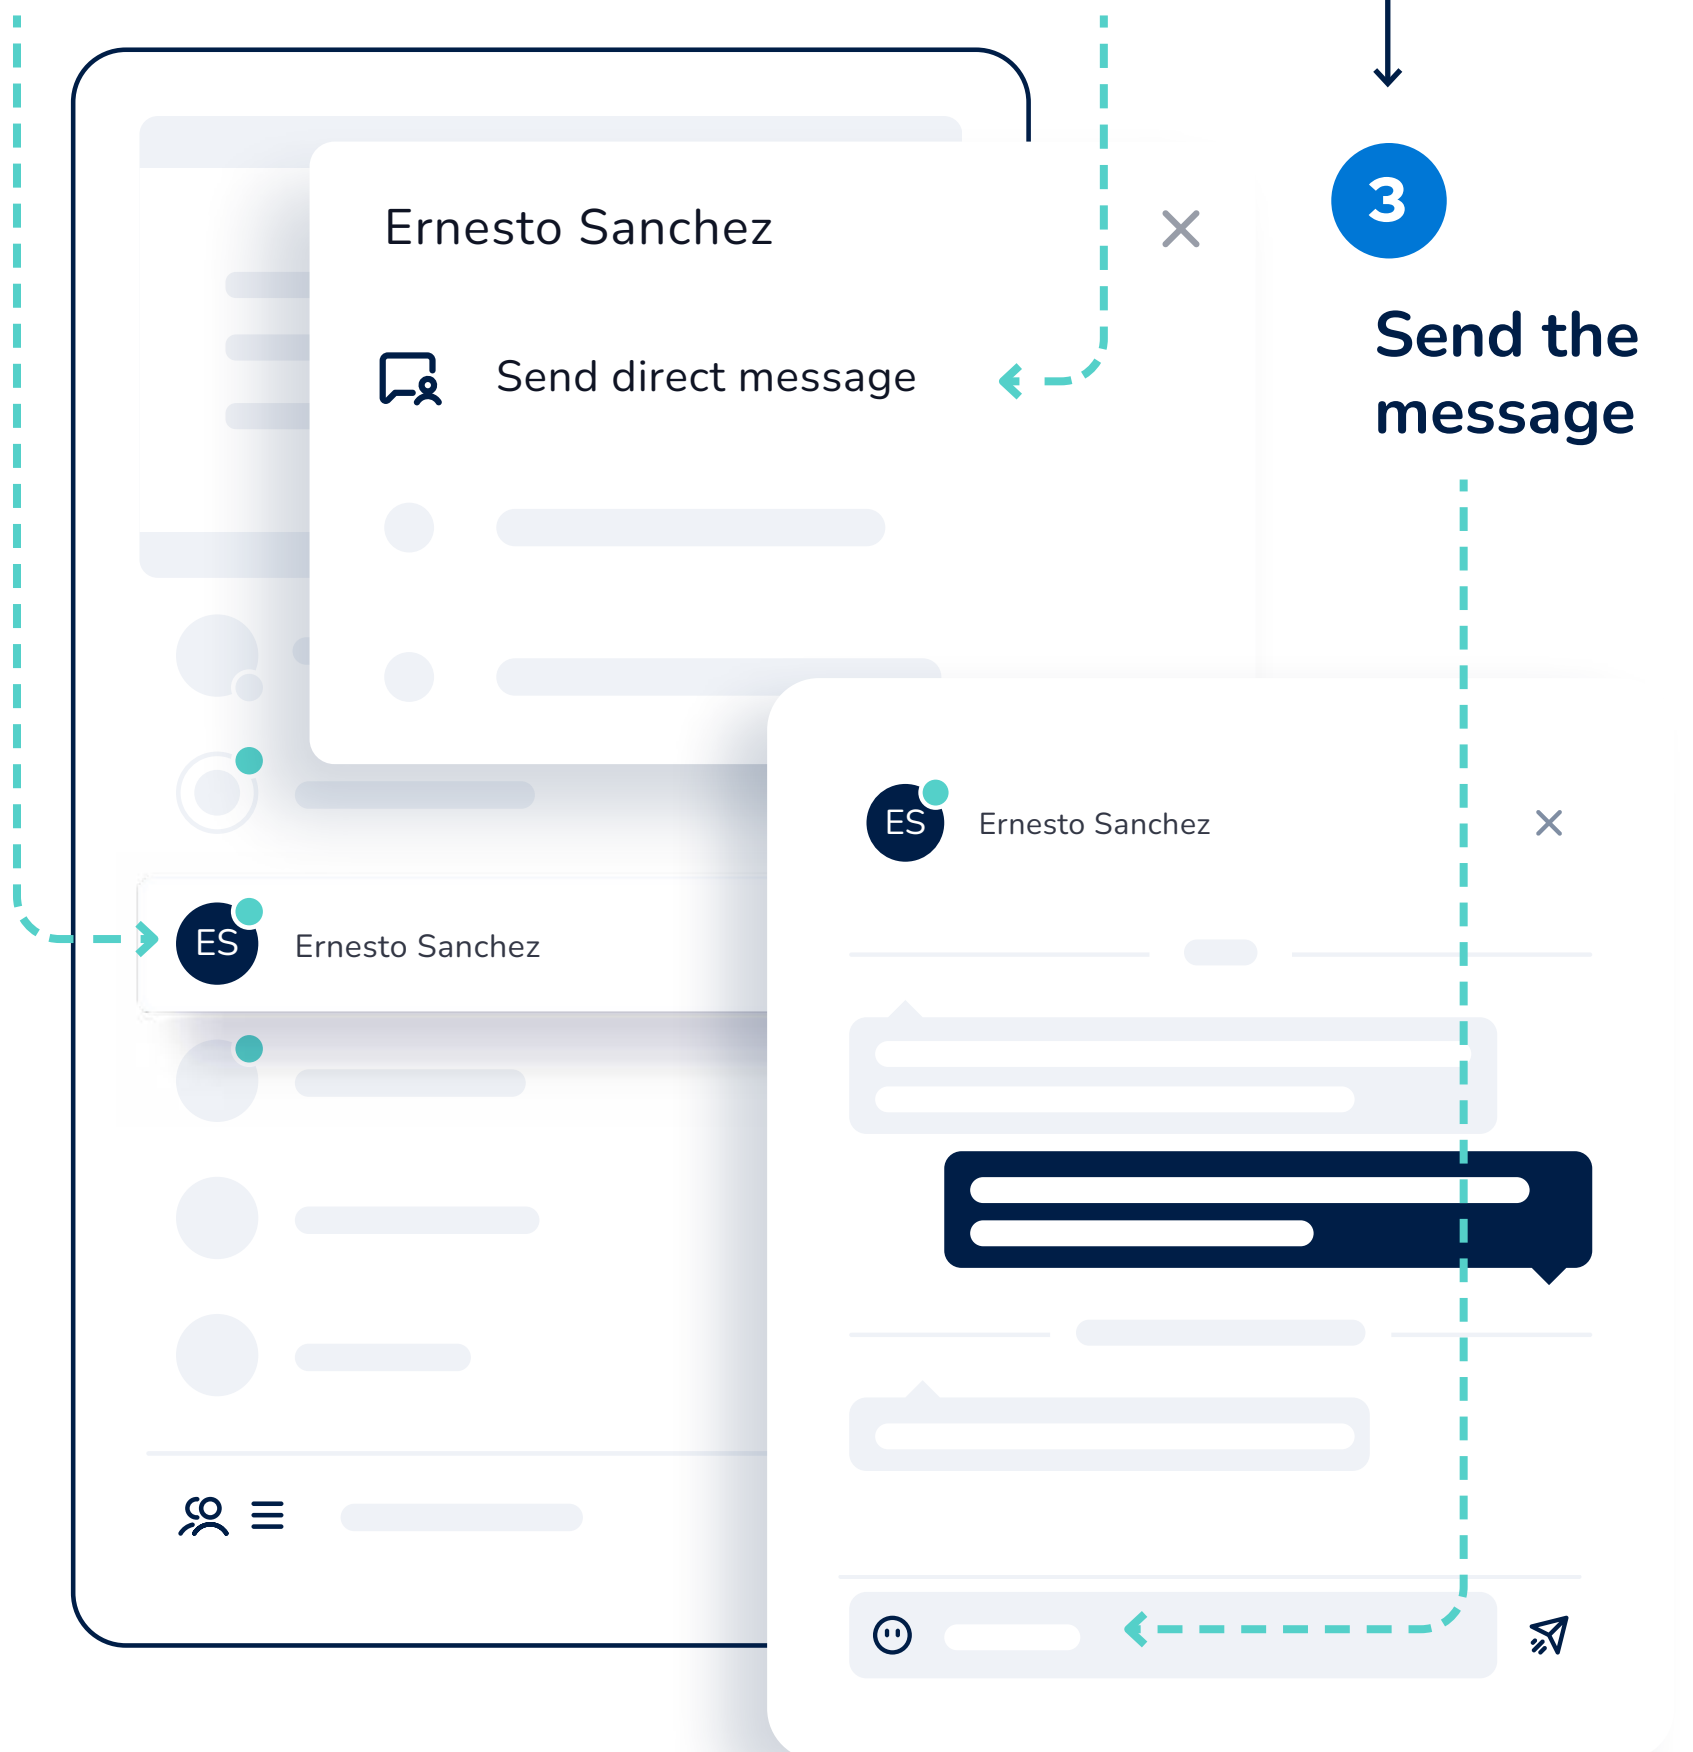 Ernesto Sanchez
Send direct message
3
Send the
message
ES
Ernesto Sanchez
ES
Ernesto Sanchez